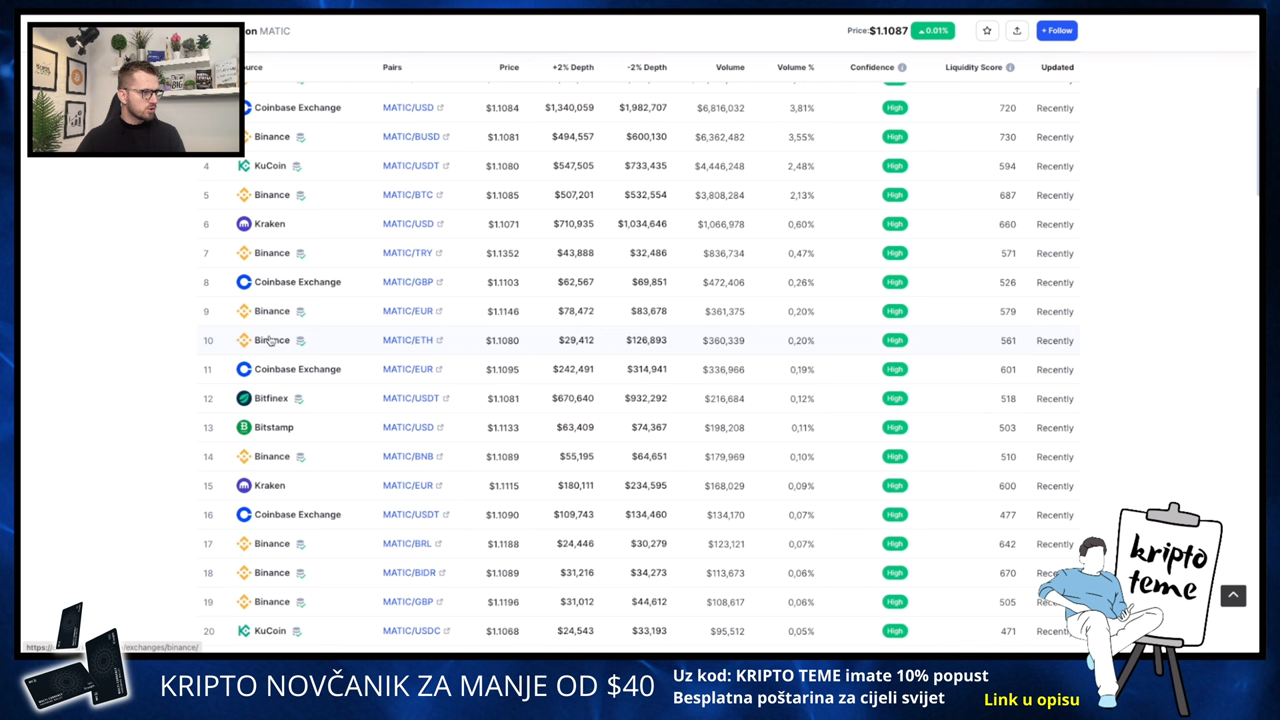 on MATIC Price:$1.1087 0.01% + Follow
urce Pairs Price +2% Depth -2% Depth Volume Volume % Confidence Liquidity Score Updated
Coinbase Exchange MATIC/USD $1.1084 $1,340,059 $1,982,707 $6,816,032 3,81% High 720 Recently
Binance MATIC/BUSD $1.1081 $494,557 $600,130 $6,362,482 3,55% High 730 Recently
4 KuCoin MATIC/USDT $1.1080 $547,505 $733,435 $4,446,248 2,48% High 594 Recently
5 Binance MATIC/BTC $1.1085 $507,201 $532,554 $3,808,284 2,13% High 687 Recently
6 Kraken MATIC/USD $1.1071 $710,935 $1,034,646 $1,066,978 0,60% High 660 Recently
7 Binance MATIC/TRY $1.1352 $43,888 $32,486 $836,734 0,47% High 571 Recently
8 Coinbase Exchange MATIC/GBP $1.1103 $62,567 $69,851 $472,406 0,26% High 526 Recently
9 Binance MATIC/EUR $1.1146 $78,472 $83,678 $361,375 0,20% High 579 Recently
10 Binance MATIC/ETH $1.1080 $29,412 $126,893 $360,339 0,20% High 561 Recently
11 Coinbase Exchange MATIC/EUR $1.1095 $242,491 $314,941 $336,966 0,19% High 601 Recently
12 Bitfinex MATIC/USDT $1.1081 $670,640 $932,292 $216,684 0,12% High 518 Recently
13 Bitstamp MATIC/USD $1.1133 $63,409 $74,367 $198,208 0,11% High 503 Recently
14 Binance MATIC/BNB $1.1089 $55,195 $64,651 $179,969 0,10% High 510 Recently
15 Kraken MATIC/EUR $1.1115 $180,111 $234,595 $168,029 0,09% High 600 Recently
16 Coinbase Exchange MATIC/USDT $1.1090 $109,743 $134,460 $134,170 0,07% High 477 Recently
17 Binance MATIC/BRL $1.1188 $24,446 $30,279 $123,121 0,07% High 642 Recently
18 Binance MATIC/BIDR $1.1089 $31,216 $34,273 $113,673 0,06% High 670 Rece
19 Binance MATIC/GBP $1.1196 $31,012 $44,612 $108,617 0,06% High 505 Re
20 KuCoin MATIC/USDC $1.1068 $24,543 $33,193 $95,512 0,05% High 471 Recently
kripto
teme
/exchanges/binance/
KRIPTO NOVČANIK ZA MANJE OD $40
Uz kod: KRIPTO TEME imate 10% popust
Besplatna poštarina za cijeli svijet
Link u opisu